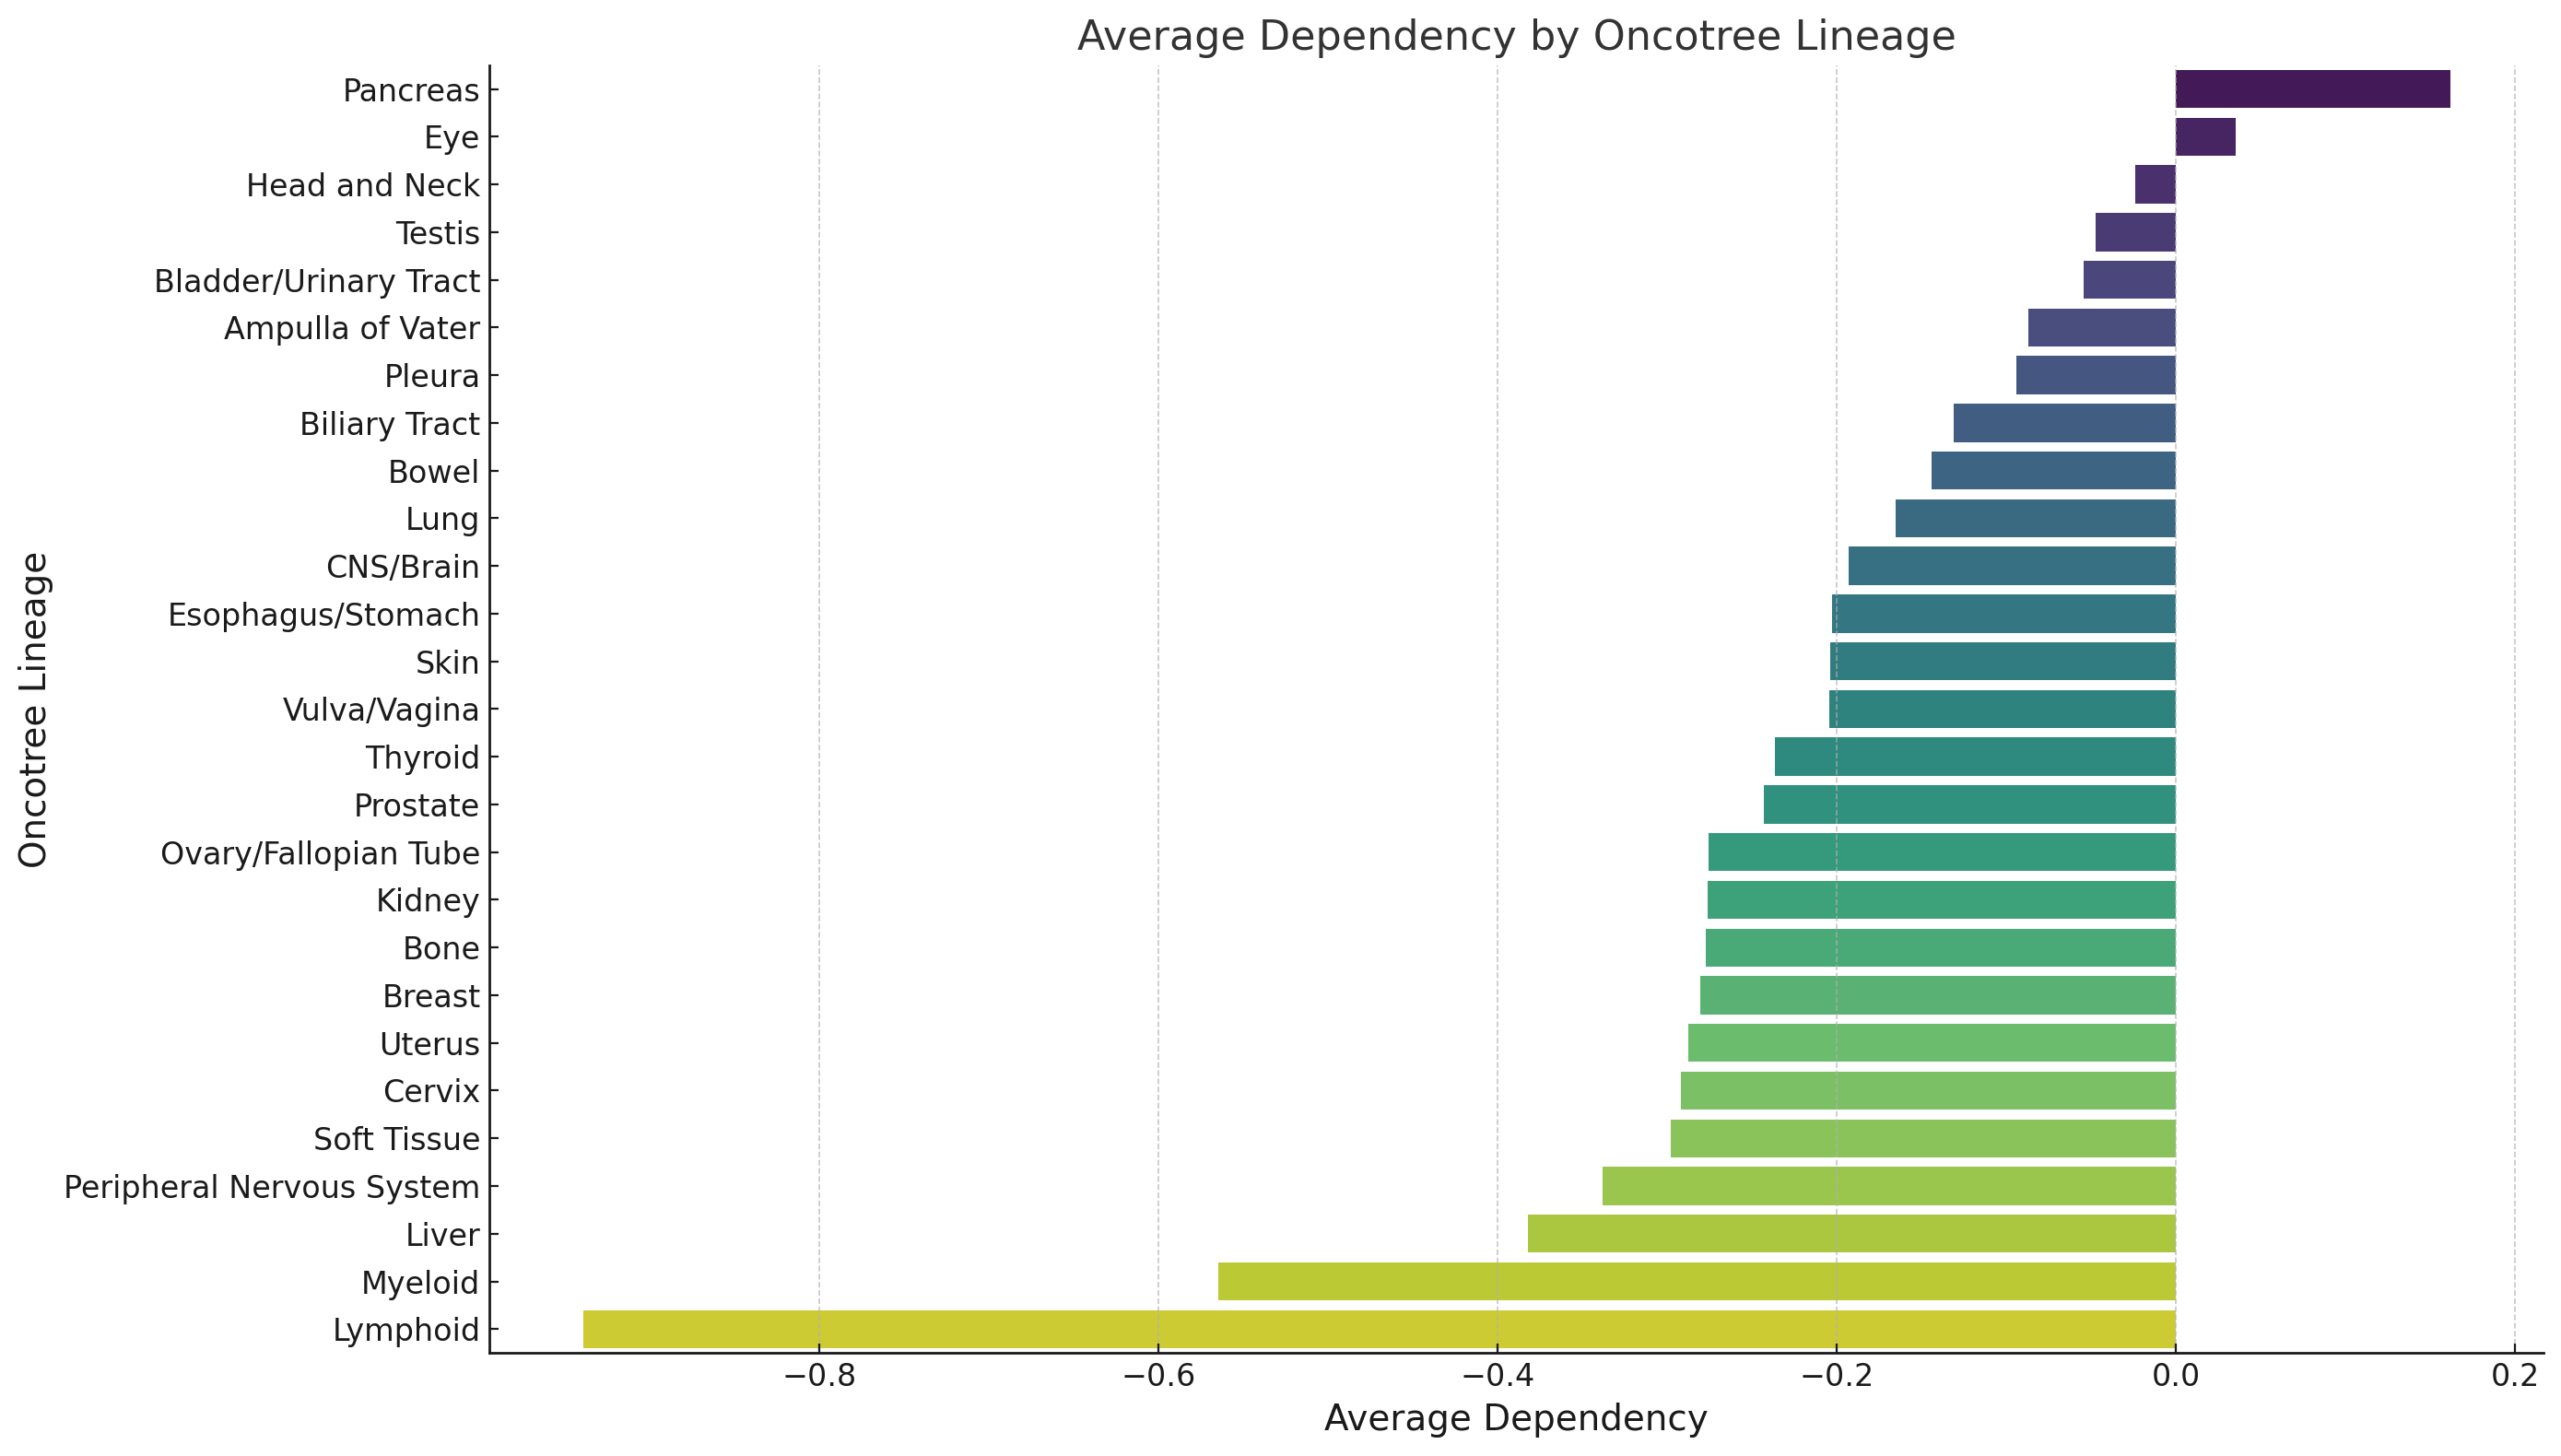 Average Dependency by Oncotree Lineage
Oncotree Lineage
Pancreas
Eye
Head and Neck
Testis
Bladder/Urinary Tract
Ampulla of Vater
Pleura
Biliary Tract
Bowel
Lung
CNS/Brain
Esophagus/Stomach
Skin
Vulva/Vagina
Thyroid
Prostate
Ovary/Fallopian Tube
Kidney
Bone
Breast
Uterus
Cervix
Soft Tissue
Peripheral Nervous System
Liver
Myeloid
Lymphoid
−0.8 −0.6 −0.4 −0.2 0.0 0.2
Average Dependency